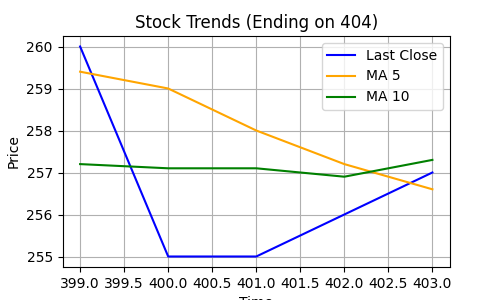 Stock Trends (Ending on 404)
260
259
258
257
256
255
Price
Last Close
MA 5
MA 10
399.0 399.5 400.0 400.5 401.0 401.5 402.0 402.5 403.0
Time